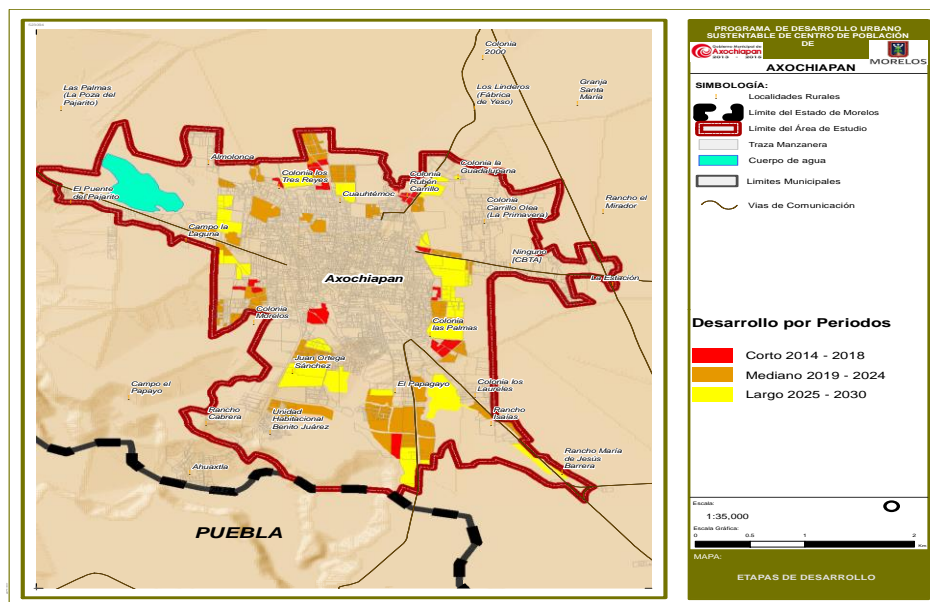 Colonia
2000
Las Palmas
(La Poza del
Pajarito)
Los Linderos
(Fábrica
de Yeso)
Granja
Santa
María
Almolonca
Colonia los
Tres Reyes
Colonia
Rubén
Carrillo
Colonia la
Guadalupana
El Puente
del Pajarito
Cuauhtémoc
Colonia
Carrillo Olea
(La Primavera)
Rancho el
Mirador
Campo la
Laguna
Ninguno
[CBTA]
Axochiapan
La Estación
Colonia
Morelos
Colonia
las Palmas
Juan Ortega
Sánchez
Campo el
Papayo
El Papagayo
Colonia los
Laureles
Rancho
Cabrera
Unidad
Habitacional
Benito Juárez
Rancho
Isaías
Ahuaxtla
Rancho María
de Jesús
Barrera
PUEBLA
PROGRAMA DE DESARROLLO URBANO
SUSTENTABLE DE CENTRO DE POBLACIÓN
DE
Gobierno Municipal de
Axochiapan
2013 - 2015
MORELOS
AXOCHIAPAN
SIMBOLOGÍA:
Localidades Rurales
Límite del Estado de Morelos
Límite del Área de Estudio
Traza Manzanera
Cuerpo de agua
Límites Municipales
Vias de Comunicación
Desarrollo por Periodos
Corto 2014 - 2018
Mediano 2019 - 2024
Largo 2025 - 2030
Escala:
1:35,000
Escala Gráfica:
0 0.5 1 2
Km
MAPA:
ETAPAS DE DESARROLLO